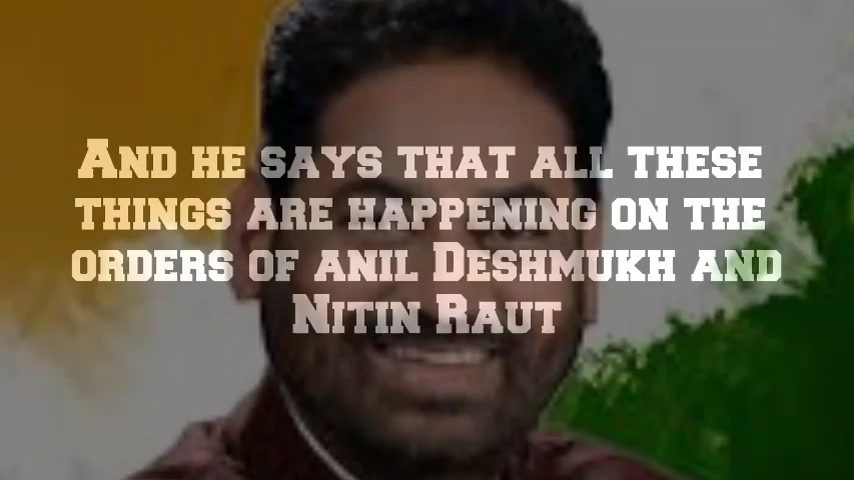 And he says that all these
things are happening on the
orders of anil Deshmukh and
Nitin Raut